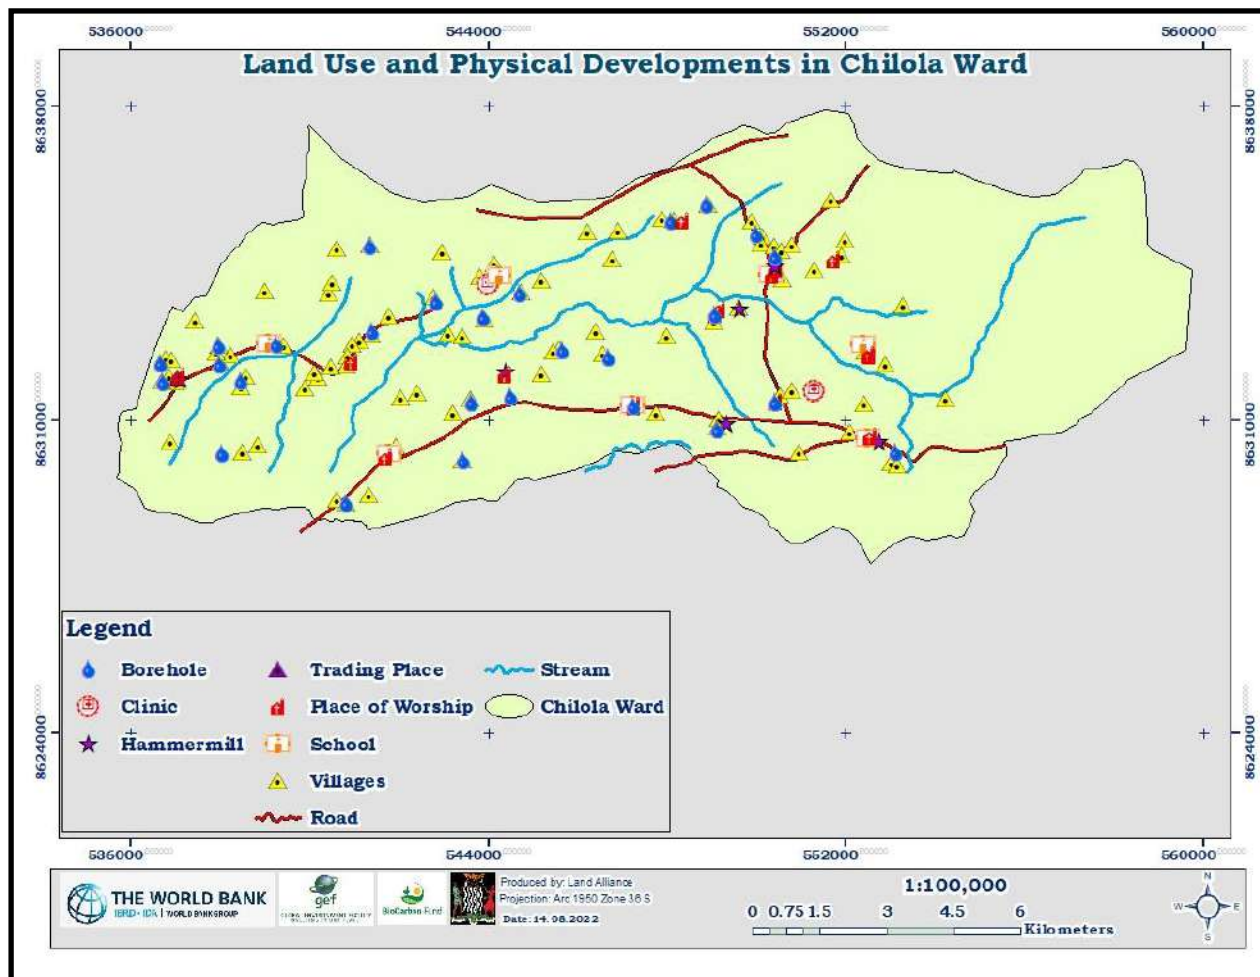 536000 544000 552000 560000
Land Use and Physical Developments in Chilola Ward
8638000 8638000
8631000 8631000
8624000 8624000
Legend
Borehole Trading Place Stream
Clinic Place of Worship Chilola Ward
Hammermill School
Villages
Road
536000 544000 552000 560000
THE WORLD BANK
IBRD • IDA | WORLD BANK GROUP
gef
BioCarbon Fund
Produced by: Land Alliance
Projection: Arc 1950 Zone 36 S
Date: 14.08.2022
1:100,000
0 0.75 1.5 3 4.5 6
Kilometers
N
W E
S